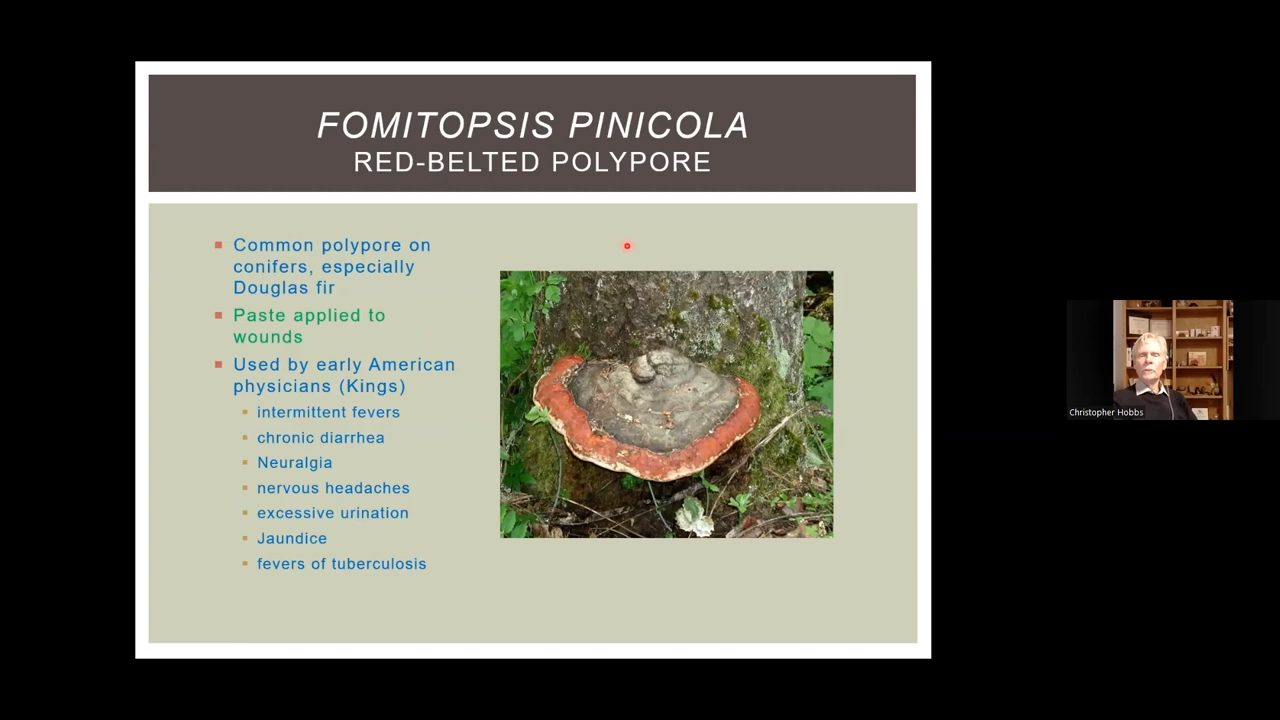 FOMITOPSIS PINICOLA
RED-BELTED POLYPORE
Common polypore on
conifers, especially
Douglas fir
Paste applied to
wounds
Used by early American
physicians (Kings)
intermittent fevers
chronic diarrhea
Neuralgia
nervous headaches
excessive urination
Jaundice
fevers of tuberculosis
Christopher Hobbs